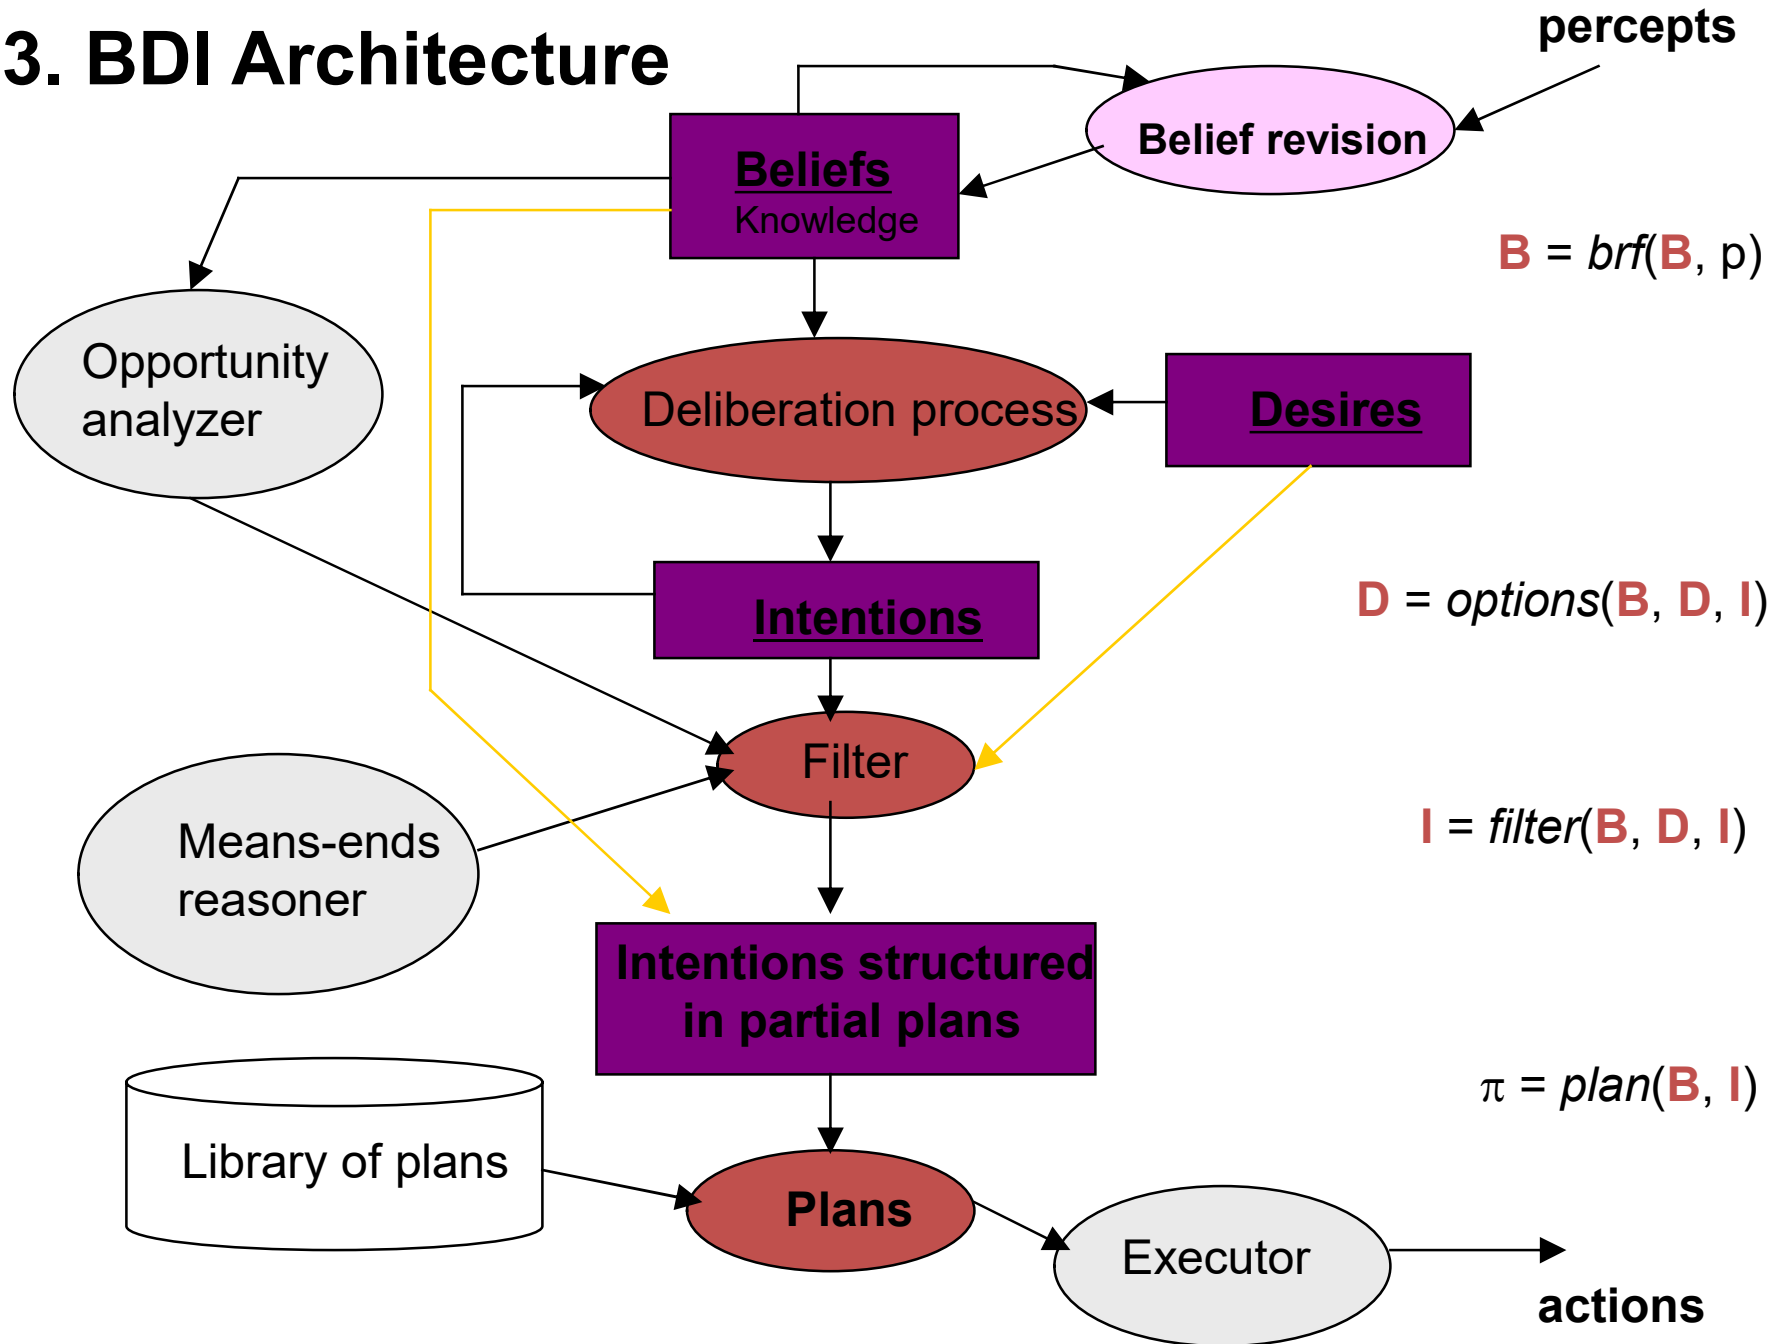 percepts
3. BDI Architecture
Belief revision
Beliefs
Knowledge
B = brf(B, p)
Opportunity
analyzer
Deliberation process
Desires
Intentions
D = options(B, D, I)
Filter
Means-ends
reasoner
I = filter(B, D, I)
Intentions structured
in partial plans
π = plan(B, I)
Library of plans
Plans
Executor
actions